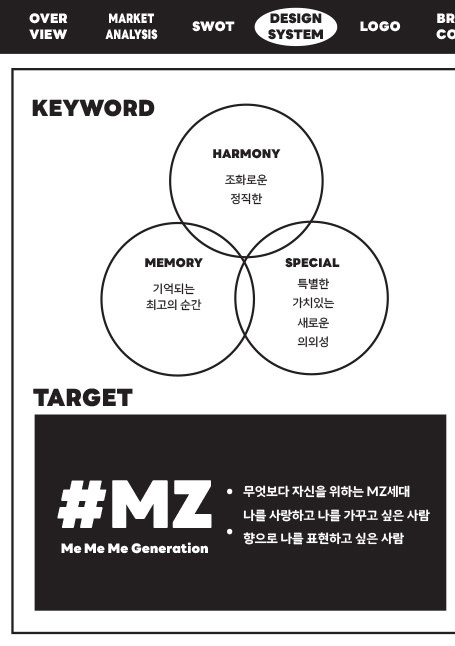 OVER
VIEW
MARKET
ANALYSIS
SWOT
DESIGN
SYSTEM
LOGO
BR
CO
KEYWORD
HARMONY
조화로운
정직한
MEMORY
기억되는
최고의 순간
SPECIAL
특별한
가치있는
새로운
의외성
TARGET
#MZ
Me Me Me Generation
• 무엇보다 자신을 위하는 MZ세대
나를 사랑하고 나를 가꾸고 싶은 사람
• 향으로 나를 표현하고 싶은 사람